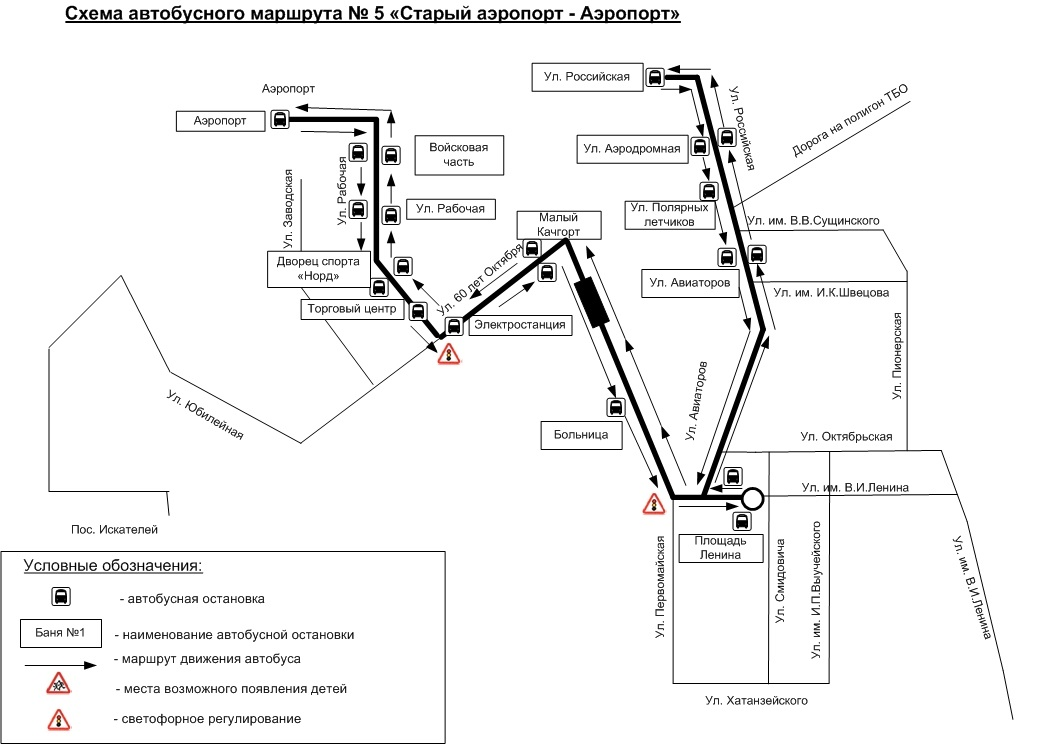 Схема автобусного маршрута № 5 «Старый аэропорт - Аэропорт»
Аэропорт
Аэропорт
Войсковая
часть
Ул. Рабочая
Ул. Рабочая
Ул. Заводская
Дворец спорта
«Норд»
Торговый центр
Ул. 60 лет Октября
Электростанция
Малый
Качгорт
Ул. Юбилейная
Пос. Искателей
Больница
Ул. Российская
Ул. Российская
Ул. Аэродромная
Ул. Полярных
летчиков
Ул. Авиаторов
Ул. Авиаторов
Дорога на полигон ТБО
Ул. им. В.В.Сущинского
Ул. им. И.К.Швецова
Ул. Пионерская
Ул. Октябрьская
Ул. им. В.И.Ленина
Ул. им. В.И.Ленина
Площадь
Ленина
Ул. Первомайская
Ул. Смидовича
Ул. им. И.П.Выучейского
Ул. Хатанзейского
Условные обозначения:
- автобусная остановка
Баня №1
- наименование автобусной остановки
- маршрут движения автобуса
- места возможного появления детей
- светофорное регулирование